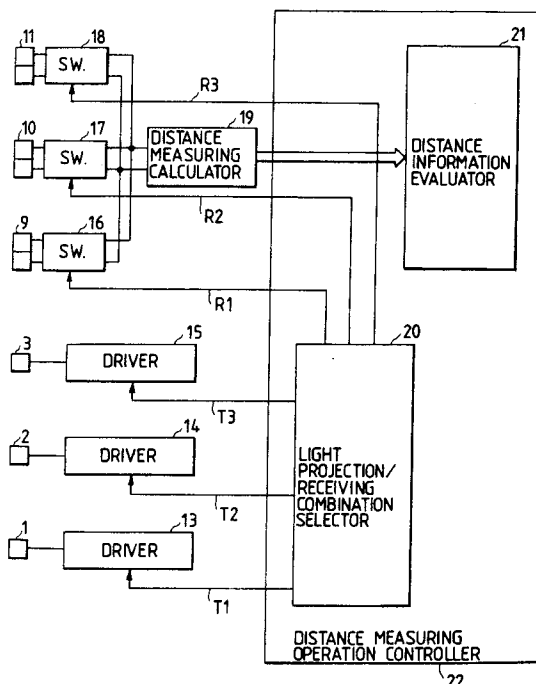 11
18
SW.
R3
21
10
17
SW.
19
DISTANCE
MEASURING
CALCULATOR
DISTANCE
INFORMATION
EVALUATOR
R2
9
16
SW.
R1
20
3
15
DRIVER
T3
2
14
DRIVER
T2
LIGHT
PROJECTION/
RECEIVING
COMBINATION
SELECTOR
1
13
DRIVER
T1
DISTANCE MEASURING
OPERATION CONTROLLER
22